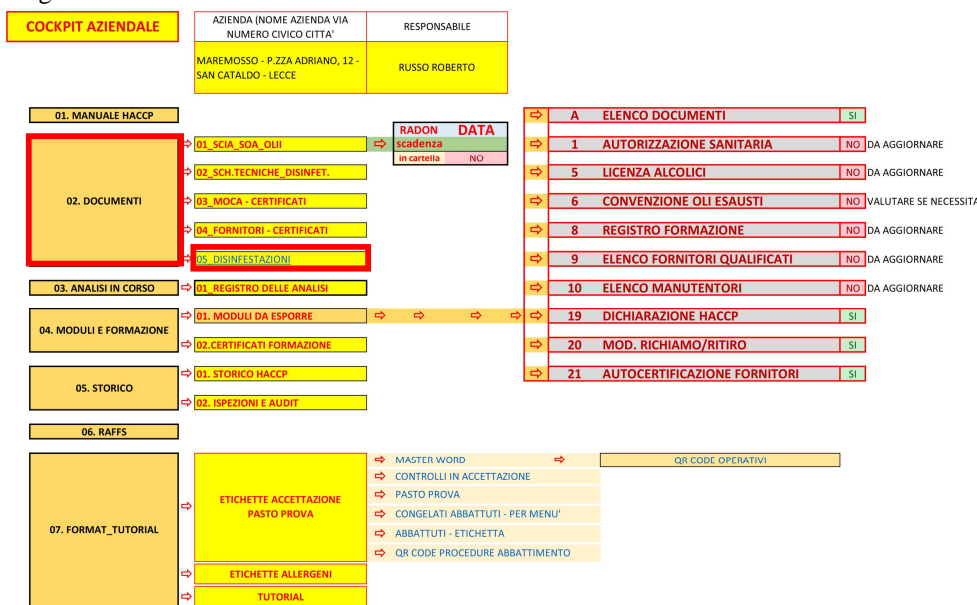 COCKPIT AZIENDALE
AZIENDA (NOME AZIENDA VIA
NUMERO CIVICO CITTA'
RESPONSABILE
MAREMOSSO - P.ZZA ADRIANO, 12 -
SAN CATALDO - LECCE
RUSSO ROBERTO
01. MANUALE HACCP
02. DOCUMENTI
01_SCIA_SOA_OLII
02_SCH.TECNICHE_DISINFET.
03_MOCA - CERTIFICATI
04_FORNITORI - CERTIFICATI
05_DISINFESTAZIONI
RADON DATA
scadenza
in cartella NO
03. ANALISI IN CORSO
01_REGISTRO DELLE ANALISI
04. MODULI E FORMAZIONE
01. MODULI DA ESPORRE
02.CERTIFICATI FORMAZIONE
05. STORICO
01. STORICO HACCP
02. ISPEZIONI E AUDIT
06. RAFFS
A ELENCO DOCUMENTI SI
1 AUTORIZZAZIONE SANITARIA NO DA AGGIORNARE
5 LICENZA ALCOLICI NO DA AGGIORNARE
6 CONVENZIONE OLI ESAUSTI NO VALUTARE SE NECESSITA
8 REGISTRO FORMAZIONE NO DA AGGIORNARE
9 ELENCO FORNITORI QUALIFICATI NO DA AGGIORNARE
10 ELENCO MANUTENTORI NO DA AGGIORNARE
19 DICHIARAZIONE HACCP SI
20 MOD. RICHIAMO/RITIRO SI
21 AUTOCERTIFICAZIONE FORNITORI SI
07. FORMAT_TUTORIAL
ETICHETTE ACCETTAZIONE
PASTO PROVA
MASTER WORD
QR CODE OPERATIVI
CONTROLLI IN ACCETTAZIONE
PASTO PROVA
CONGELATI ABBATTUTI - PER MENU'
ABBATTUTI - ETICHETTA
QR CODE PROCEDURE ABBATTIMENTO
ETICHETTE ALLERGENI
TUTORIAL